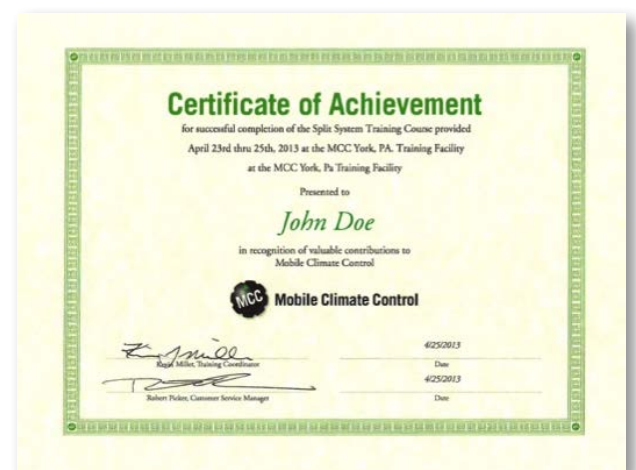 Certificate of Achievement
for successful completion of the Split System Training Course provided
April 23rd thru 25th, 2013 at the MCC York, PA. Training Facility
at the MCC York, Pa Training Facility
Presented to
John Doe
in recognition of valuable contributions to
Mobile Climate Control
MCC Mobile Climate Control
4/25/2013
Miller, Training Coordinator Date
4/25/2013
Robert Picker, Customer Service Manager Date